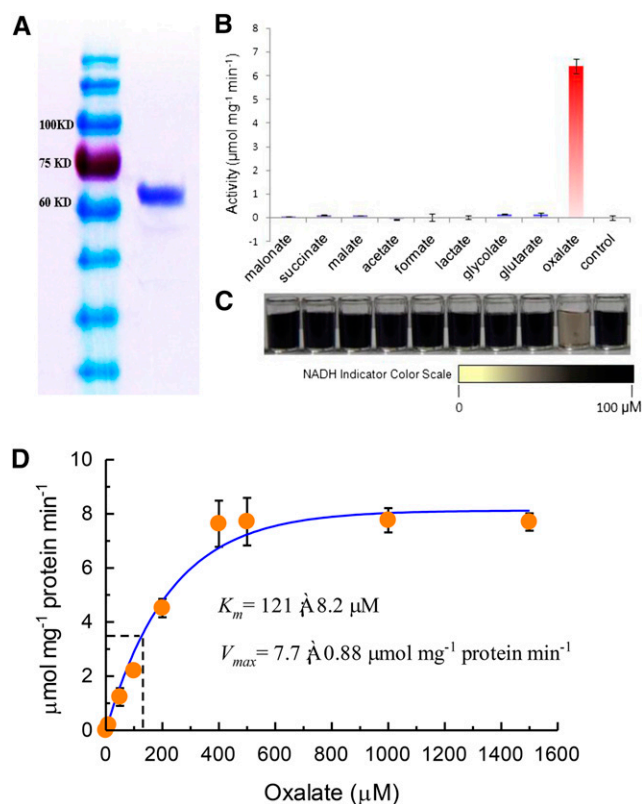 A
100KD
75 KD
60 KD
B
Activity (µmol mg⁻¹ min⁻¹)
8
7
6
5
4
3
2
1
0
-1
malonate
succinate
malate
acetate
formate
lactate
glycolate
glutarate
oxalate
control
C
NADH Indicator Color Scale
0
100 µM
D
µmol mg⁻¹ protein min⁻¹
10
8
6
4
2
0
Km = 121 Á̀ 8.2 µM
Vmax = 7.7 Á̀ 0.88 µmol mg⁻¹ protein min⁻¹
0 200 400 600 800 1000 1200 1400 1600
Oxalate (µM)